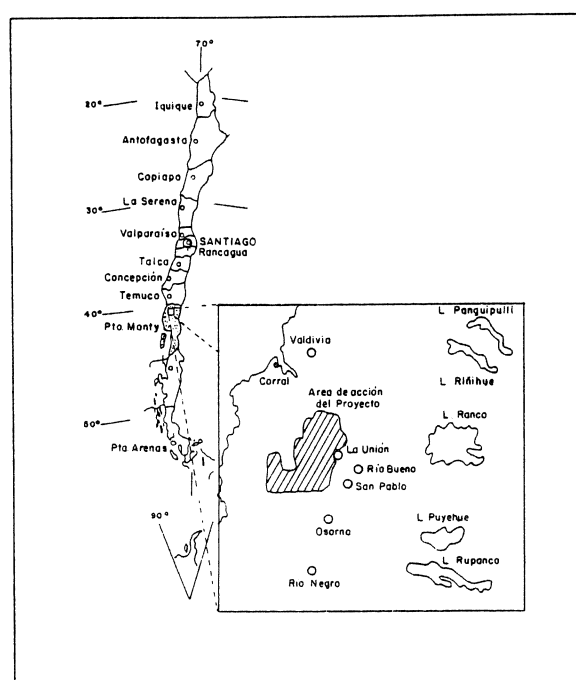 70°
20°
Iquique
Antofagasta
Copiapo
La Serena
30°
Valparaíso
SANTIAGO
Rancagua
Talca
Concepción
Temuco
40°
Pto. Monty
50°
Pta. Arenas
90°
L Panguipulli
Valdivia
Corral
L Riñihue
Area de acción
del Proyecto
L Ranco
La Unión
Río Bueno
San Pablo
L Puyehue
Osorno
L Rupanco
Río Negro